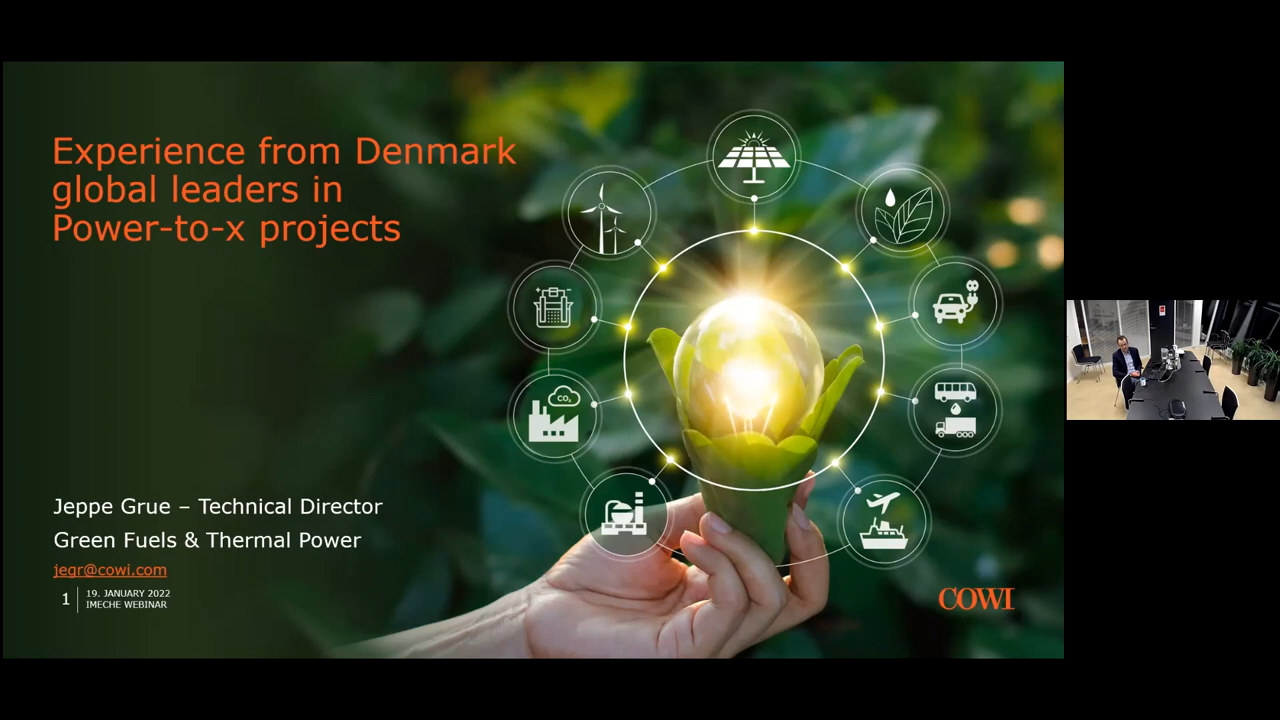 Experience from Denmark
global leaders in
Power-to-x projects
CO₂
Jeppe Grue – Technical Director
Green Fuels & Thermal Power
jegr@cowi.com
1
19. JANUARY 2022
IMECHE WEBINAR
COWI